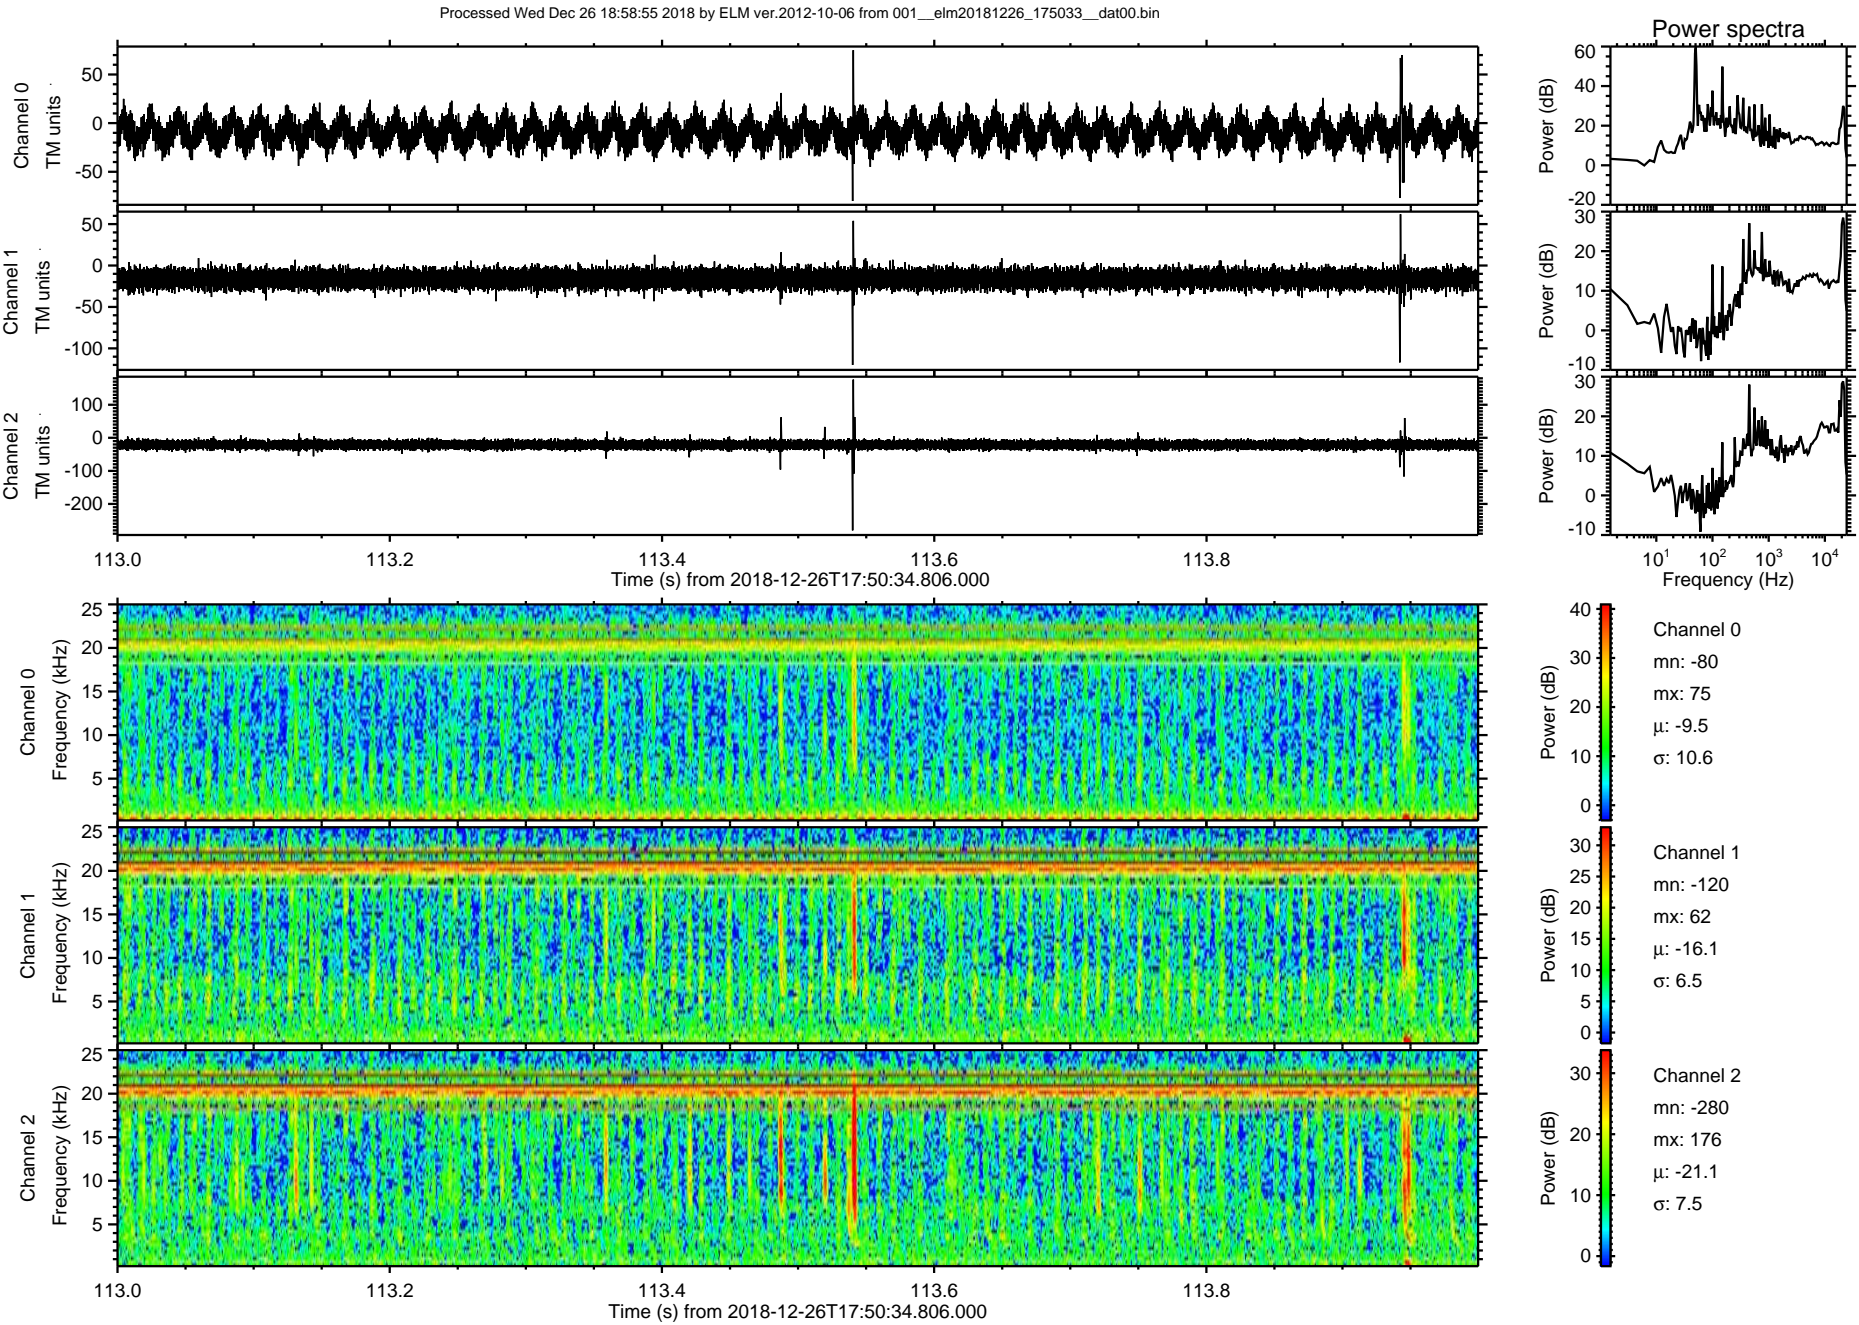 Processed Wed Dec 26 18:58:55 2018 by ELM ver.2012-10-06 from 001__elm20181226_175033__dat00.bin
Power spectra
Channel 0
TM units
50
0
-50
Power (dB)
60
40
20
0
-20
Channel 1
TM units
50
0
-50
-100
Power (dB)
30
20
10
0
-10
Channel 2
TM units
100
0
-100
-200
Power (dB)
30
20
10
0
-10
113.0 113.2 113.4 113.6 113.8
Time (s) from 2018-12-26T17:50:34.806.000
10^1 10^2 10^3 10^4
Frequency (Hz)
Channel 0
Frequency (kHz)
25
20
15
10
5
Power (dB)
40
30
20
10
0
Channel 0
mn: -80
mx: 75
μ: -9.5
σ: 10.6
Channel 1
Frequency (kHz)
25
20
15
10
5
Power (dB)
30
25
20
15
10
5
0
Channel 1
mn: -120
mx: 62
μ: -16.1
σ: 6.5
Channel 2
Frequency (kHz)
25
20
15
10
5
Power (dB)
30
20
10
0
Channel 2
mn: -280
mx: 176
μ: -21.1
σ: 7.5
113.0 113.2 113.4 113.6 113.8
Time (s) from 2018-12-26T17:50:34.806.000